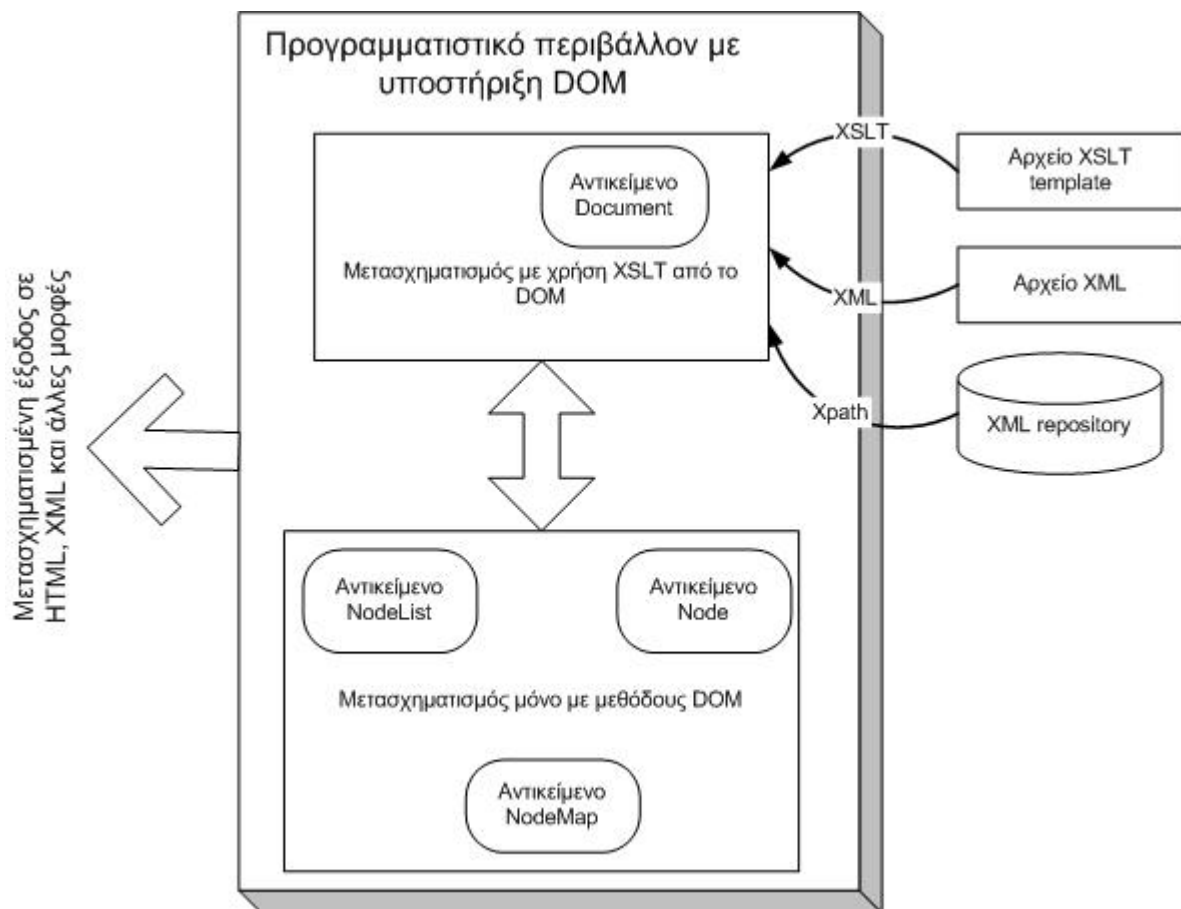 Προγραμματιστικό περιβάλλον με
υποστήριξη DOM
XSLT
Αρχείο XSLT
template
Αντικείμενο
Document
Μετασχηματισμός με χρήση XSLT από το
DOM
XML
Αρχείο XML
Xpath
XML repository
Μετασχηματισμένη έξοδος σε
HTML, XML και άλλες μορφές
Αντικείμενο
NodeList
Αντικείμενο
Node
Μετασχηματισμός μόνο με μεθόδους DOM
Αντικείμενο
NodeMap